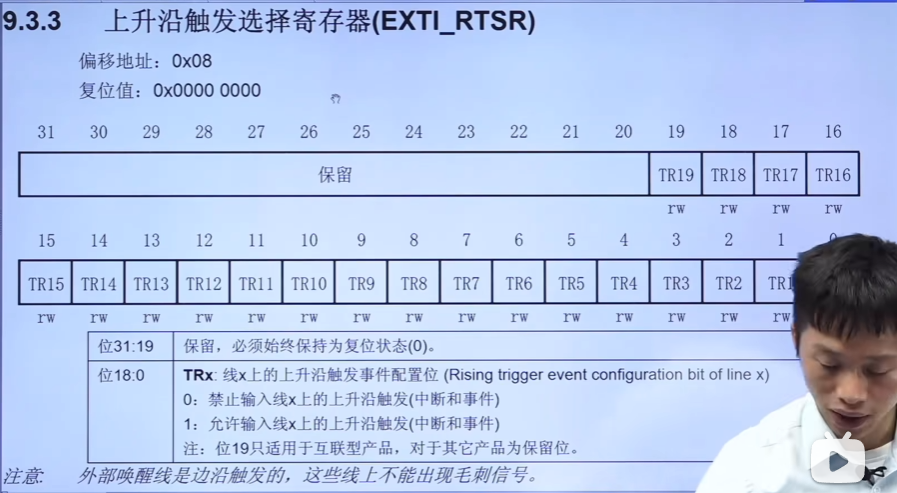 9.3.3 上升沿触发选择寄存器(EXTI_RTSR)
偏移地址：0x08
复位值：0x0000 0000
31 30 29 28 27 26 25 24 23 22 21 20 19 18 17 16
保留 TR19 TR18 TR17 TR16
rw rw rw rw
15 14 13 12 11 10 9 8 7 6 5 4 3 2 1
TR15 TR14 TR13 TR12 TR11 TR10 TR9 TR8 TR7 TR6 TR5 TR4 TR3 TR2 TR1
rw rw rw rw rw rw rw rw rw rw rw rw rw rw rw
位31:19 保留，必须始终保持为复位状态(0)。
位18:0 TRx: 线x上的上升沿触发事件配置位 (Rising trigger event configuration bit of line x)
0：禁止输入线x上的上升沿触发(中断和事件)
1：允许输入线x上的上升沿触发(中断和事件)
注：位19只适用于互联型产品，对于其它产品为保留位。
注意: 外部唤醒线是边沿触发的，这些线上不能出现毛刺信号。